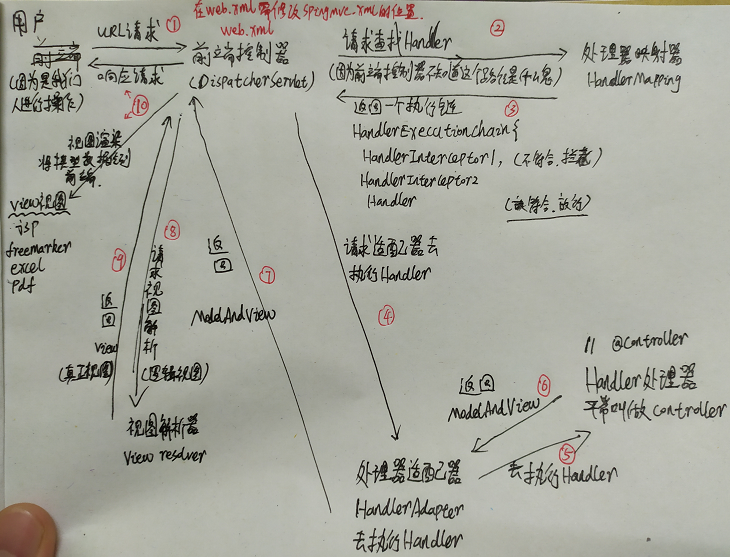 在web.xml里修改springmvc.xml的位置.
web.xml
用户
URL请求
①
前端控制器
(DispatcherServlet)
(因为是我们
人进行操作)
响应请求
⑩
请求查找Handler
②
(因为前端控制器不知道这个路径是什么鬼)
处理器映射器
HandlerMapping
返回一个执行链
③
HandlerExecutionchain{
HandlerInterceptor1,
(不符合.拦截)
HandlerInterceptor2
Handler
符合.放行)
视图渲染
将模型数据
前端.
View视图
jsp
freemarker
excel
pdf
⑨
返回
View
(真正视图)
⑧
请求视图解析
(逻辑视图)
返回
⑦
ModelAndView
请求适配器去
执行Handler
④
视图解析器
View resolver
// @Controller
Handler处理器
平常叫做controller
返回
⑥
ModelAndView
⑤
去执行Handler
处理器适配器
HandlerAdapter
去执行Handler